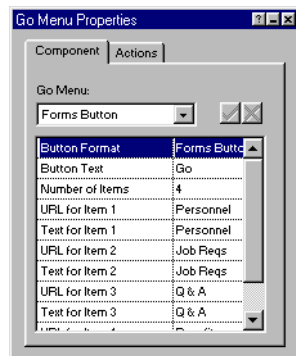 Go Menu Properties
Component Actions
Go Menu:
Forms Button
Button Format Forms Butto
Button Text Go
Number of Items 4
URL for Item 1 Personnel
Text for Item 1 Personnel
URL for Item 2 Job Reqs
Text for Item 2 Job Reqs
URL for Item 3 Q & A
Text for Item 3 Q & A